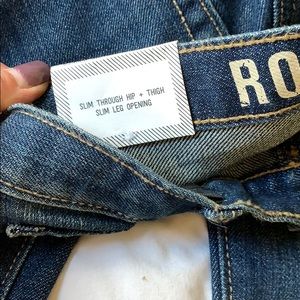 SLIM THROUGH HIP + THIGH
SLIM LEG OPENING
RO